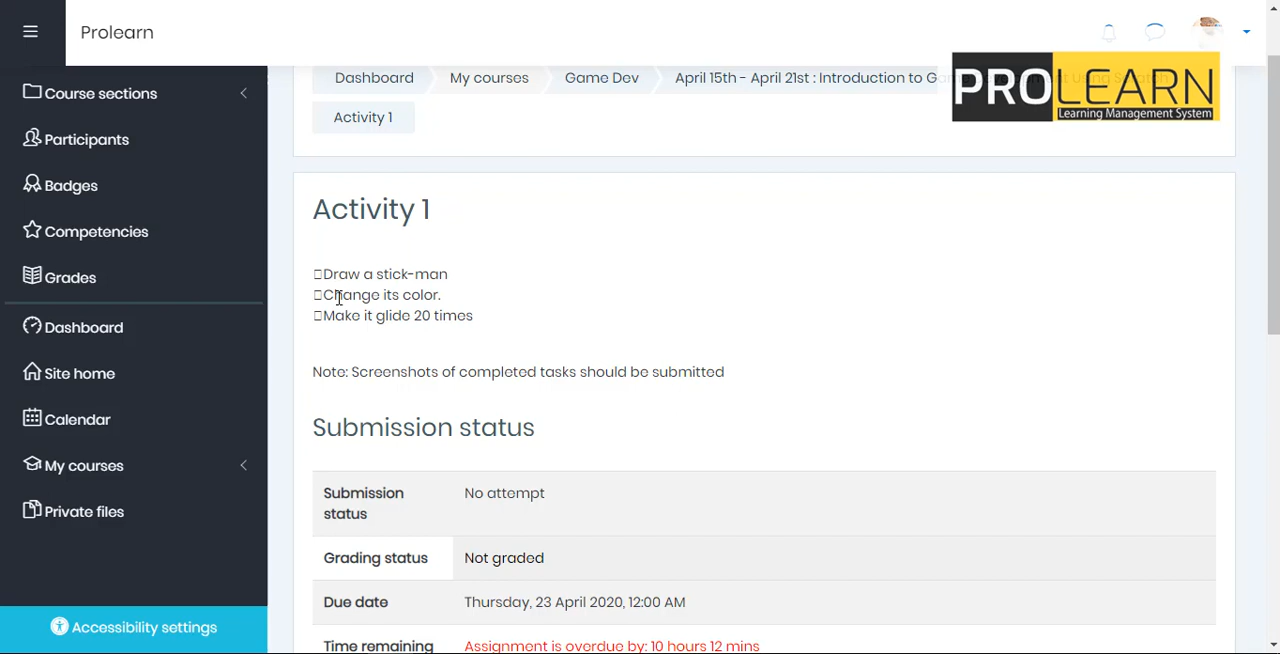 Prolearn
Course sections
Participants
Badges
Competencies
Grades
Dashboard
Site home
Calendar
My courses
Private files
Accessibility settings
Dashboard
My courses
Game Dev
April 15th - April 21st : Introduction to
Activity 1
PROLEARN
Learning Management System
Activity 1
Draw a stick-man
Change its color.
Make it glide 20 times
Note: Screenshots of completed tasks should be submitted
Submission status
Submission status
No attempt
Grading status
Not graded
Due date
Thursday, 23 April 2020, 12:00 AM
Time remaining
Assignment is overdue by: 10 hours 12 mins